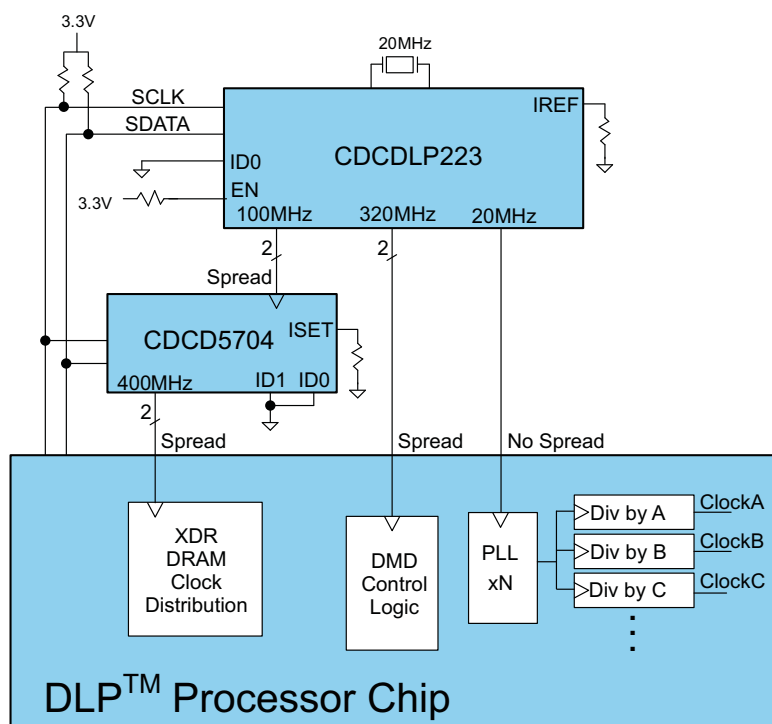 3.3V
20MHz
SCLK
SDATA
IREF
CDCDLP223
ID0
EN
3.3V
100MHz
320MHz
20MHz
2
2
Spread
ISET
CDCD5704
400MHz
ID1
ID0
2
Spread
Spread
No Spread
XDR
DRAM
Clock
Distribution
DMD
Control
Logic
PLL
xN
Div by A
ClockA
Div by B
ClockB
Div by C
ClockC
DLP™ Processor Chip